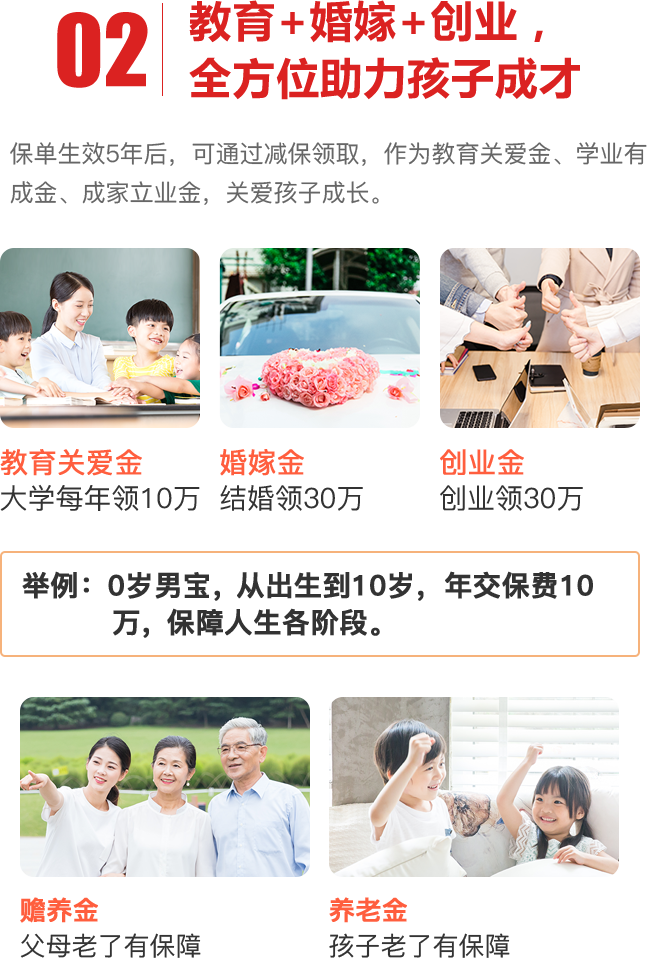 02
教育+婚嫁+创业，
全方位助力孩子成才
保单生效5年后，可通过减保领取，作为教育关爱金、学业有
成金、成家立业金，关爱孩子成长。
教育关爱金
大学每年领10万
婚嫁金
结婚领30万
创业金
创业领30万
举例：0岁男宝，从出生到10岁，年交保费10
万，保障人生各阶段。
赡养金
父母老了有保障
养老金
孩子老了有保障